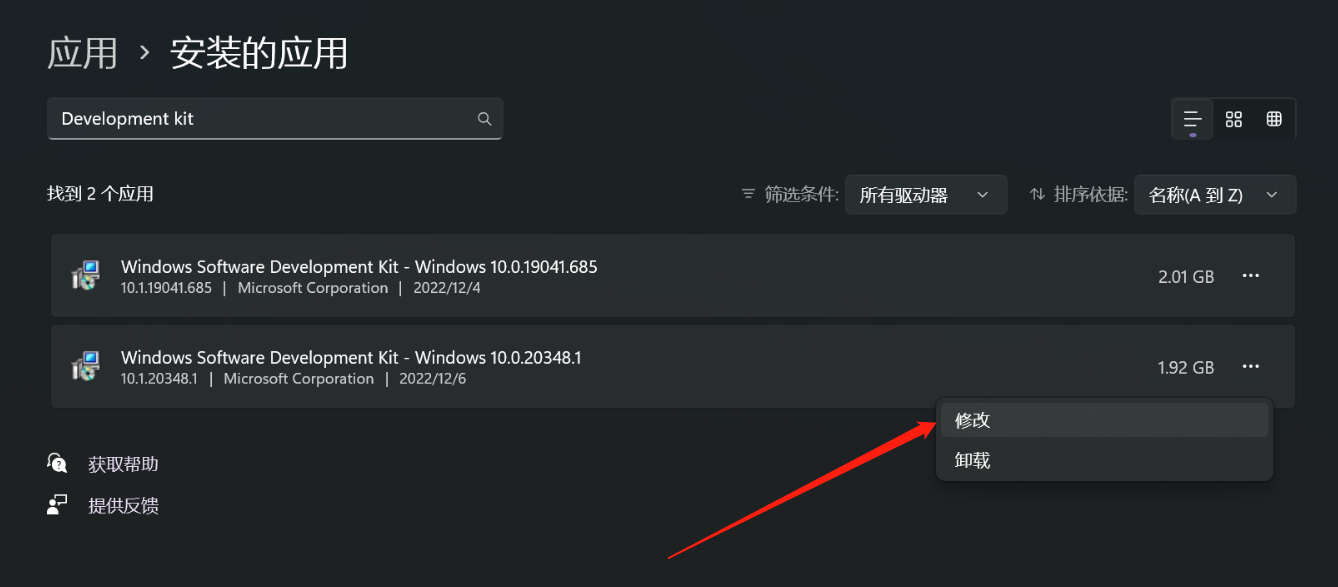 应用 › 安装的应用
Development kit
找到 2 个应用
筛选条件: 所有驱动器
排序依据: 名称(A 到 Z)
Windows Software Development Kit - Windows 10.0.19041.685
10.1.19041.685 | Microsoft Corporation | 2022/12/4
2.01 GB
Windows Software Development Kit - Windows 10.0.20348.1
10.1.20348.1 | Microsoft Corporation | 2022/12/6
1.92 GB
修改
卸载
获取帮助
提供反馈